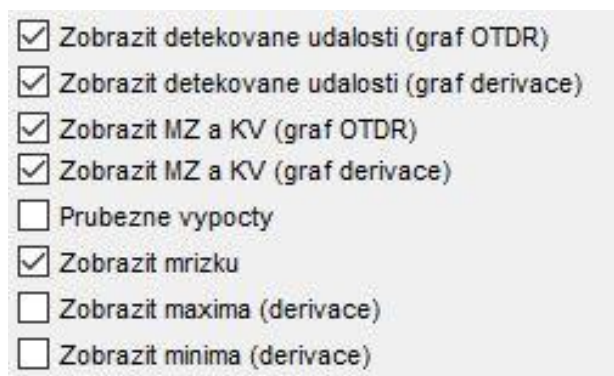 Zobrazit detekovane udalosti (graf OTDR)
Zobrazit detekovane udalosti (graf derivace)
Zobrazit MZ a KV (graf OTDR)
Zobrazit MZ a KV (graf derivace)
Prubezne vypocty
Zobrazit mrizku
Zobrazit maxima (derivace)
Zobrazit minima (derivace)